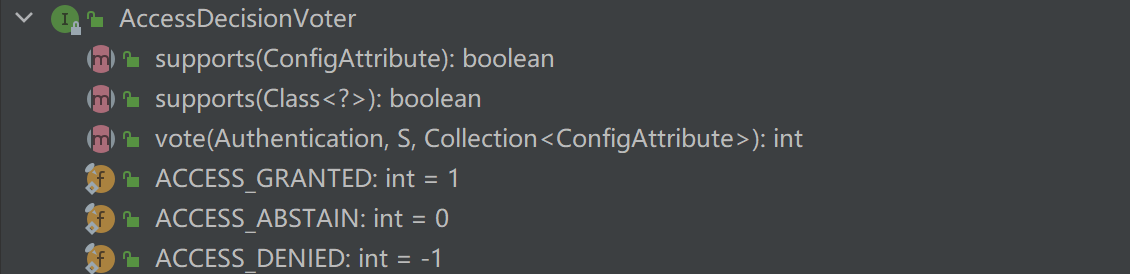 AccessDecisionVoter
supports(ConfigAttribute): boolean
supports(Class<?>): boolean
vote(Authentication, S, Collection<ConfigAttribute>): int
ACCESS_GRANTED: int = 1
ACCESS_ABSTAIN: int = 0
ACCESS_DENIED: int = -1